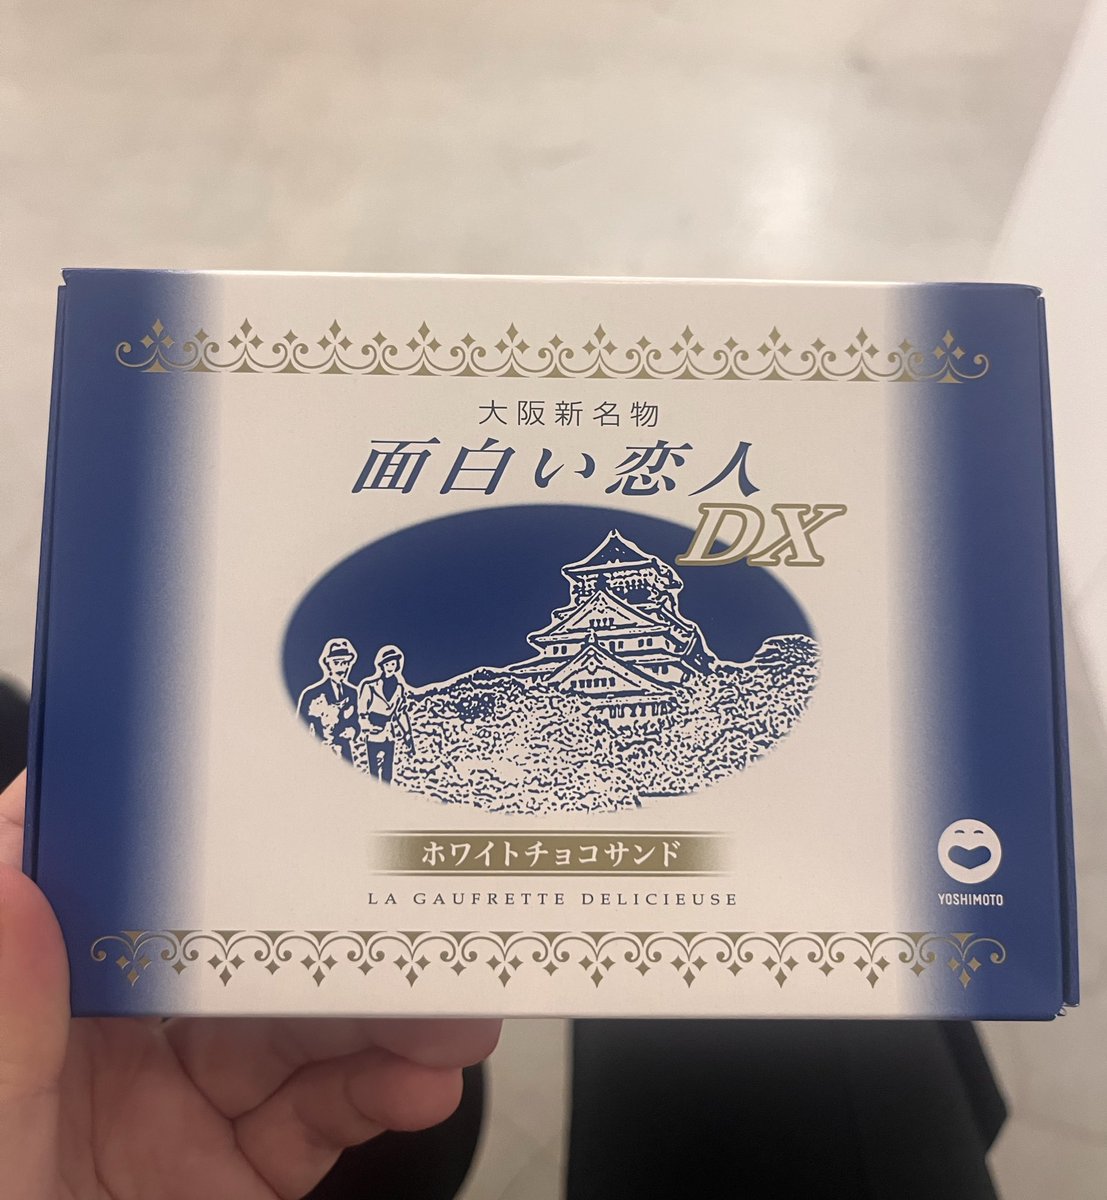 大阪新名物
面白い恋人
DX
ホワイトチョコサンド
LA GAUFRETTE DELICIEUSE
YOSHIMOTO